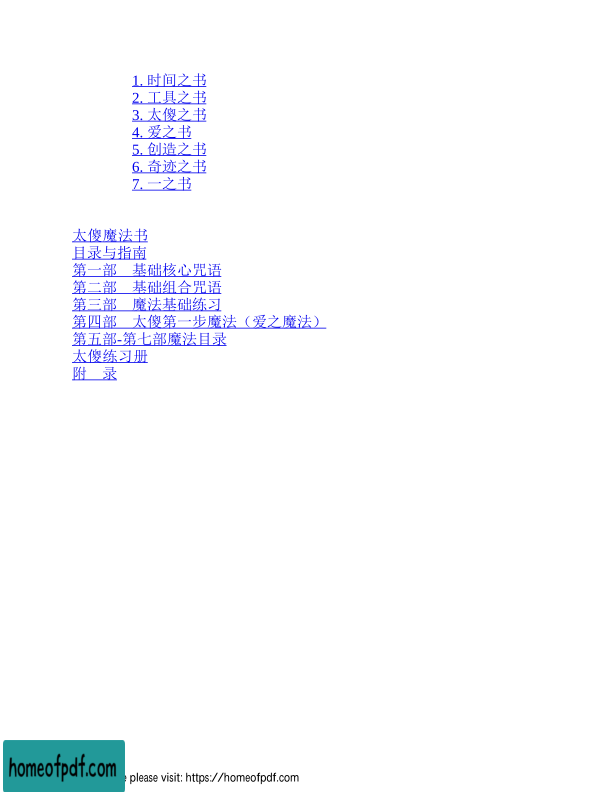 1. 时间之书
2. 工具之书
3. 太傻之书
4. 爱之书
5. 创造之书
6. 奇迹之书
7. 一之书
太傻魔法书
目录与指南
第一部　基础核心咒语
第二部　基础组合咒语
第三部　魔法基础练习
第四部　太傻第一步魔法（爱之魔法）
第五部-第七部魔法目录
太傻练习册
附　录
homeofpdf.com
please visit: https://homeofpdf.com